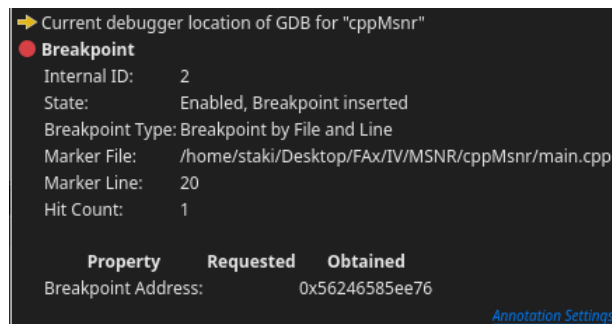 Current debugger location of GDB for "cppMsnr"
Breakpoint
Internal ID: 2
State: Enabled, Breakpoint inserted
Breakpoint Type: Breakpoint by File and Line
Marker File: /home/staki/Desktop/FAx/IV/MSNR/cppMsnr/main.cpp
Marker Line: 20
Hit Count: 1
Property Requested Obtained
Breakpoint Address: 0x56246585ee76
Annotation Settings